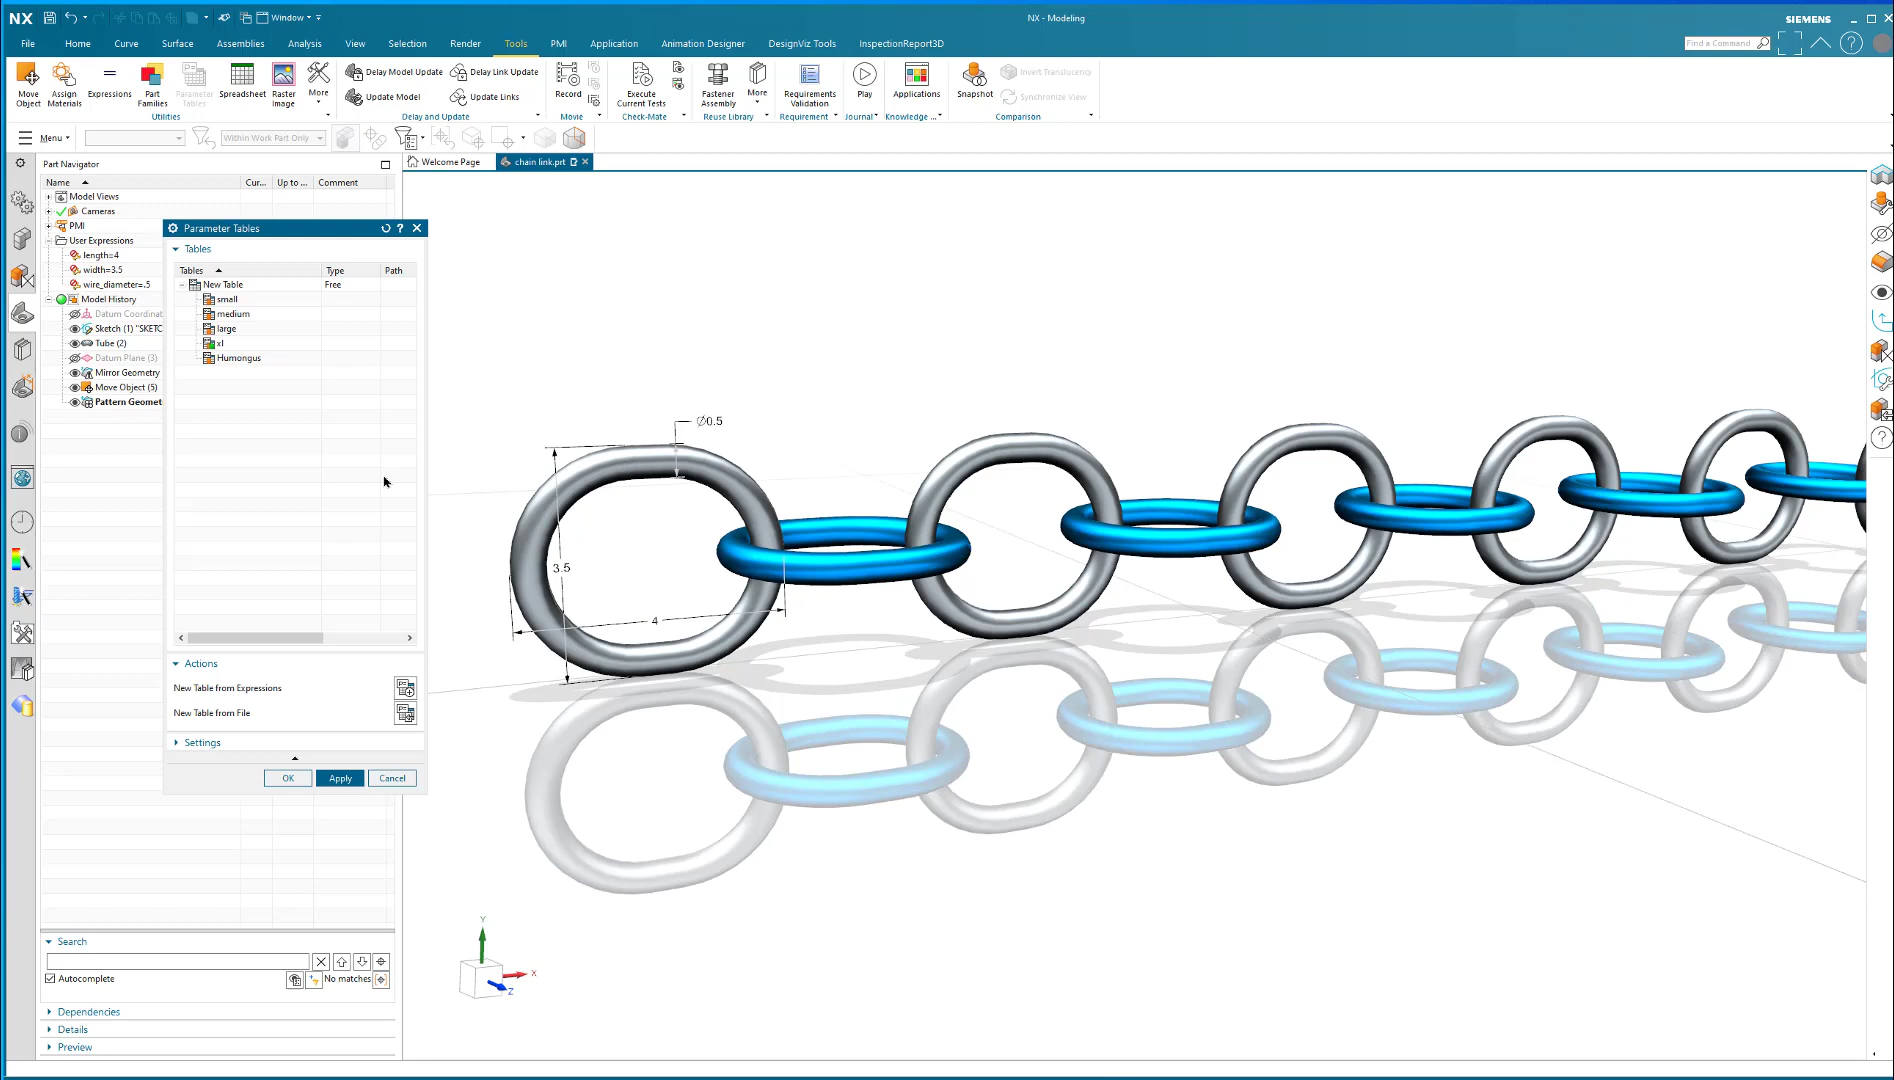 NX
Window
NX - Modeling
SIEMENS
File
Home
Curve
Surface
Assemblies
Analysis
View
Selection
Render
Tools
PMI
Application
Animation Designer
DesignViz Tools
InspectionReport3D
Find a Command
Move Object
Assign Materials
Expressions
Part Families
Parameter Tables
Spreadsheet
Raster Image
More
Utilities
Delay Model Update
Delay Link Update
Update Model
Update Links
Delay and Update
Record
Movie
Execute Current Tests
Check-Mate
Fastener Assembly
More
Reuse Library
Requirements Validation
Requirement
Play
Journal
Applications
Knowledge ...
Snapshot
Invert Translucency
Synchronize View
Comparison
Menu
Within Work Part Only
Part Navigator
Welcome Page
chain link.prt
Name
Cur...
Up to ...
Comment
Model Views
Cameras
PMI
User Expressions
length=4
width=3.5
wire_diameter=.5
Model History
Datum Coordinat
Sketch (1) "SKETC
Tube (2)
Datum Plane (3)
Mirror Geometry
Move Object (5)
Pattern Geomet
Parameter Tables
?
Tables
Tables
Type
Path
New Table
Free
small
medium
large
xl
Humongus
Actions
New Table from Expressions
New Table from File
Settings
OK
Apply
Cancel
Ø0.5
3.5
4
Y
X
Z
Search
Autocomplete
No matches
Dependencies
Details
Preview